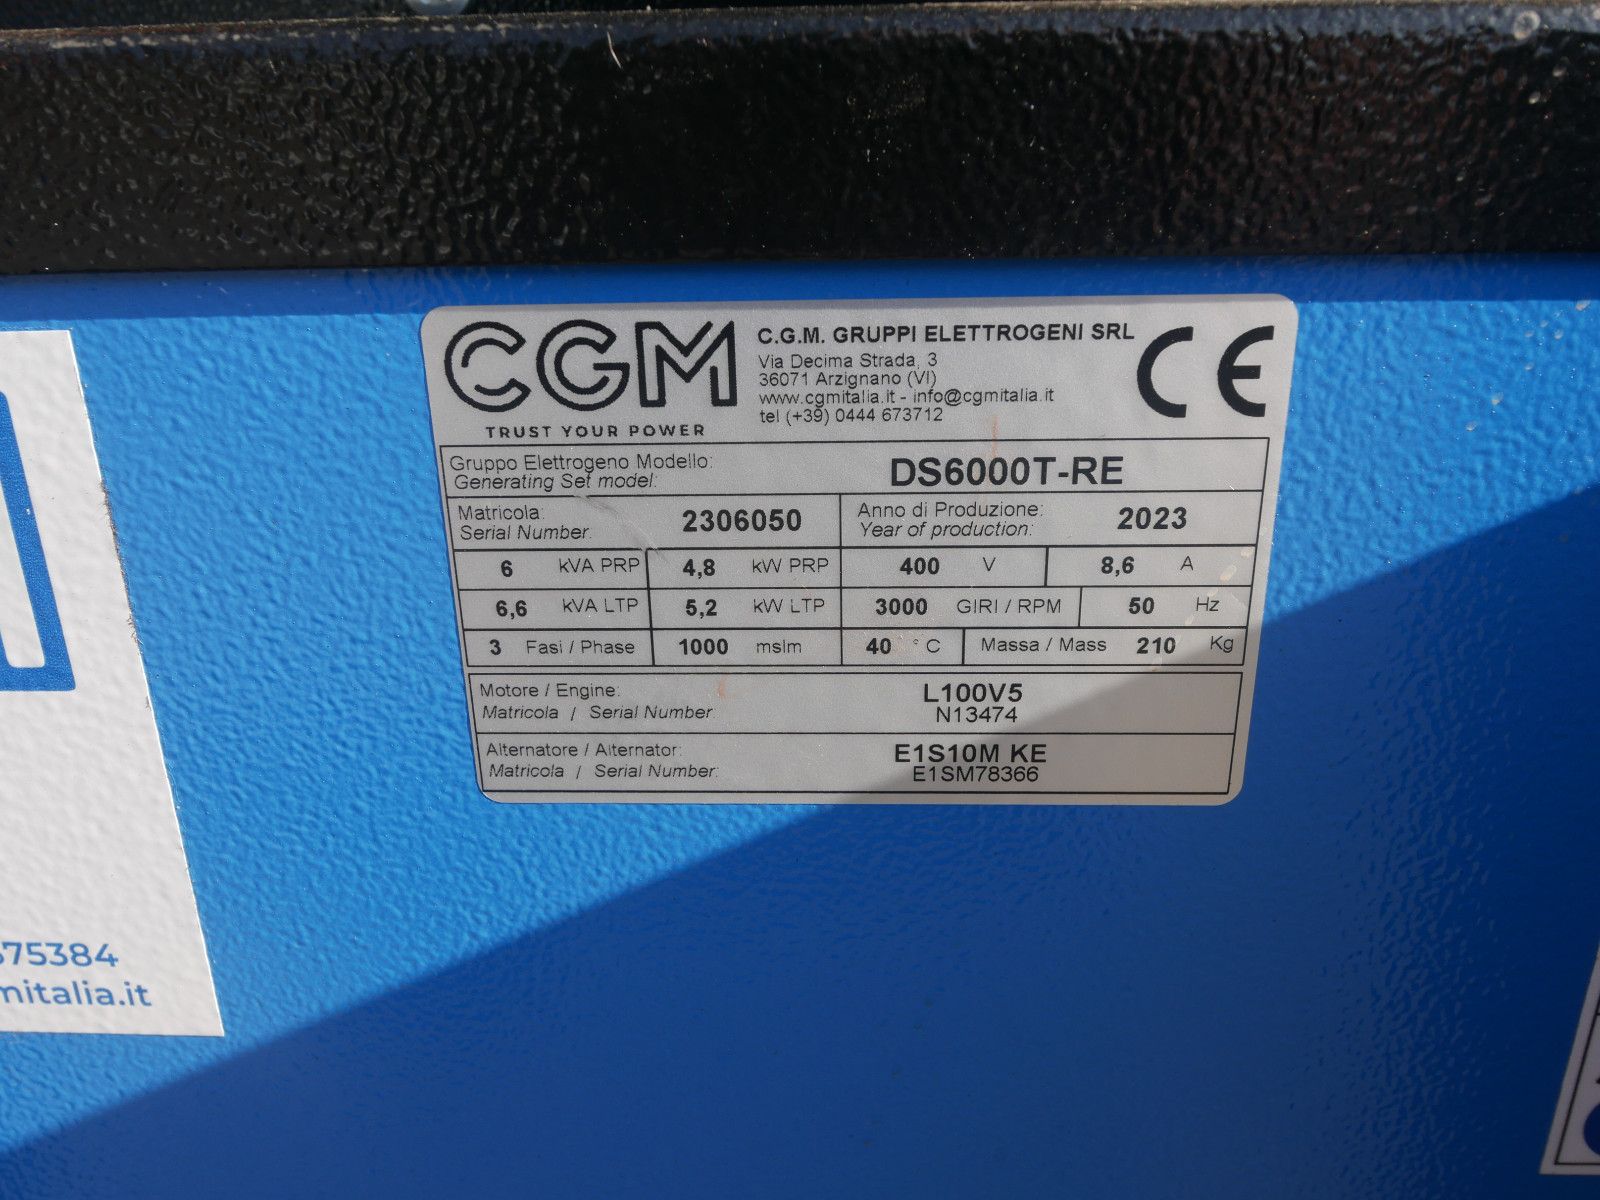 CGM
TRUST YOUR POWER
C.G.M. GRUPPI ELETTROGENI SRL
Via Decima Strada, 3
36071 Arzignano (VI)
www.cgmitalia.it - info@cgmitalia.it
tel (+39) 0444 673712
CE
Gruppo Elettrogeno Modello:
Generating Set model:
DS6000T-RE
Matricola:
Serial Number:
2306050
Anno di Produzione:
Year of production:
2023
6 kVA PRP 4,8 kW PRP 400 V 8,6 A
6,6 kVA LTP 5,2 kW LTP 3000 GIRI / RPM 50 Hz
3 Fasi / Phase 1000 mslm 40 °C Massa / Mass 210 Kg
Motore / Engine: L100V5
Matricola / Serial Number: N13474
Alternatore / Alternator: E1S10M KE
Matricola / Serial Number: E1SM78366
675384
mitalia.it